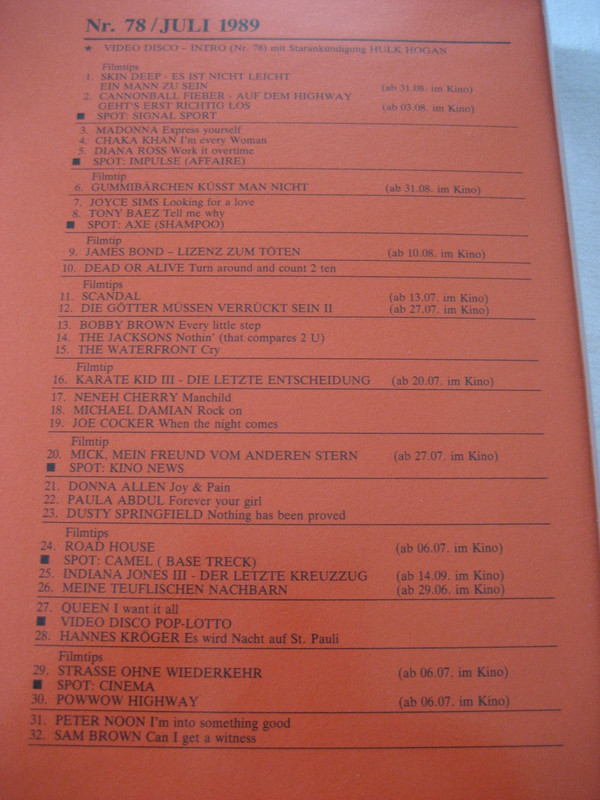 Nr. 78/JULI 1989
★ VIDEO DISCO – INTRO (Nr. 78) mit Starankündigung HULK HOGAN
Filmtips
1. SKIN DEEP - ES IST NICHT LEICHT
EIN MANN ZU SEIN (ab 31.08. im Kino)
2. CANNONBALL FIEBER - AUF DEM HIGHWAY
GEHT'S ERST RICHTIG LOS (ab 03.08. im Kino)
■ SPOT: SIGNAL SPORT
3. MADONNA Express yourself
4. CHAKA KHAN I'm every Woman
5. DIANA ROSS Work it overtime
■ SPOT: IMPULSE (AFFAIRE)
Filmtip
6. GUMMIBÄRCHEN KÜSST MAN NICHT (ab 31.08. im Kino)
7. JOYCE SIMS Looking for a love
8. TONY BAEZ Tell me why
■ SPOT: AXE (SHAMPOO)
Filmtip
9. JAMES BOND – LIZENZ ZUM TÖTEN (ab 10.08. im Kino)
10. DEAD OR ALIVE Turn around and count 2 ten
Filmtips
11. SCANDAL (ab 13.07. im Kino)
12. DIE GÖTTER MÜSSEN VERRÜCKT SEIN II (ab 27.07. im Kino)
13. BOBBY BROWN Every little step
14. THE JACKSONS Nothin' (that compares 2 U)
15. THE WATERFRONT Cry
Filmtip
16. KARATE KID III - DIE LETZTE ENTSCHEIDUNG (ab 20.07. im Kino)
17. NENEH CHERRY Manchild
18. MICHAEL DAMIAN Rock on
19. JOE COCKER When the night comes
Filmtip
20. MICK, MEIN FREUND VOM ANDEREN STERN (ab 27.07. im Kino)
■ SPOT: KINO NEWS
21. DONNA ALLEN Joy & Pain
22. PAULA ABDUL Forever your girl
23. DUSTY SPRINGFIELD Nothing has been proved
Filmtips
24. ROAD HOUSE (ab 06.07. im Kino)
■ SPOT: CAMEL ( BASE TRECK)
25. INDIANA JONES III - DER LETZTE KREUZZUG (ab 14.09. im Kino)
26. MEINE TEUFLISCHEN NACHBARN (ab 29.06. im Kino)
27. QUEEN I want it all
■ VIDEO DISCO POP-LOTTO
28. HANNES KRÖGER Es wird Nacht auf St. Pauli
Filmtips
29. STRASSE OHNE WIEDERKEHR (ab 06.07. im Kino)
■ SPOT: CINEMA
30. POWWOW HIGHWAY (ab 06.07. im Kino)
31. PETER NOON I'm into something good
32. SAM BROWN Can I get a witness